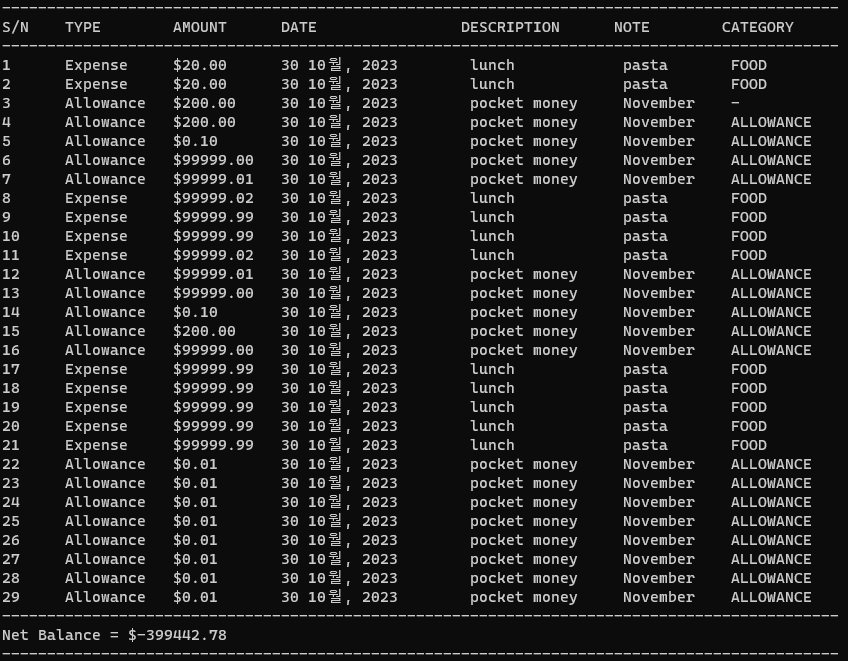 S/N TYPE AMOUNT DATE DESCRIPTION NOTE CATEGORY
1 Expense $20.00 30 10월, 2023 lunch pasta FOOD
2 Expense $20.00 30 10월, 2023 lunch pasta FOOD
3 Allowance $200.00 30 10월, 2023 pocket money November -
4 Allowance $200.00 30 10월, 2023 pocket money November ALLOWANCE
5 Allowance $0.10 30 10월, 2023 pocket money November ALLOWANCE
6 Allowance $99999.00 30 10월, 2023 pocket money November ALLOWANCE
7 Allowance $99999.01 30 10월, 2023 pocket money November ALLOWANCE
8 Expense $99999.02 30 10월, 2023 lunch pasta FOOD
9 Expense $99999.99 30 10월, 2023 lunch pasta FOOD
10 Expense $99999.99 30 10월, 2023 lunch pasta FOOD
11 Expense $99999.02 30 10월, 2023 lunch pasta FOOD
12 Allowance $99999.01 30 10월, 2023 pocket money November ALLOWANCE
13 Allowance $99999.00 30 10월, 2023 pocket money November ALLOWANCE
14 Allowance $0.10 30 10월, 2023 pocket money November ALLOWANCE
15 Allowance $200.00 30 10월, 2023 pocket money November ALLOWANCE
16 Allowance $99999.00 30 10월, 2023 pocket money November ALLOWANCE
17 Expense $99999.99 30 10월, 2023 lunch pasta FOOD
18 Expense $99999.99 30 10월, 2023 lunch pasta FOOD
19 Expense $99999.99 30 10월, 2023 lunch pasta FOOD
20 Expense $99999.99 30 10월, 2023 lunch pasta FOOD
21 Expense $99999.99 30 10월, 2023 lunch pasta FOOD
22 Allowance $0.01 30 10월, 2023 pocket money November ALLOWANCE
23 Allowance $0.01 30 10월, 2023 pocket money November ALLOWANCE
24 Allowance $0.01 30 10월, 2023 pocket money November ALLOWANCE
25 Allowance $0.01 30 10월, 2023 pocket money November ALLOWANCE
26 Allowance $0.01 30 10월, 2023 pocket money November ALLOWANCE
27 Allowance $0.01 30 10월, 2023 pocket money November ALLOWANCE
28 Allowance $0.01 30 10월, 2023 pocket money November ALLOWANCE
29 Allowance $0.01 30 10월, 2023 pocket money November ALLOWANCE
Net Balance = $-399442.78